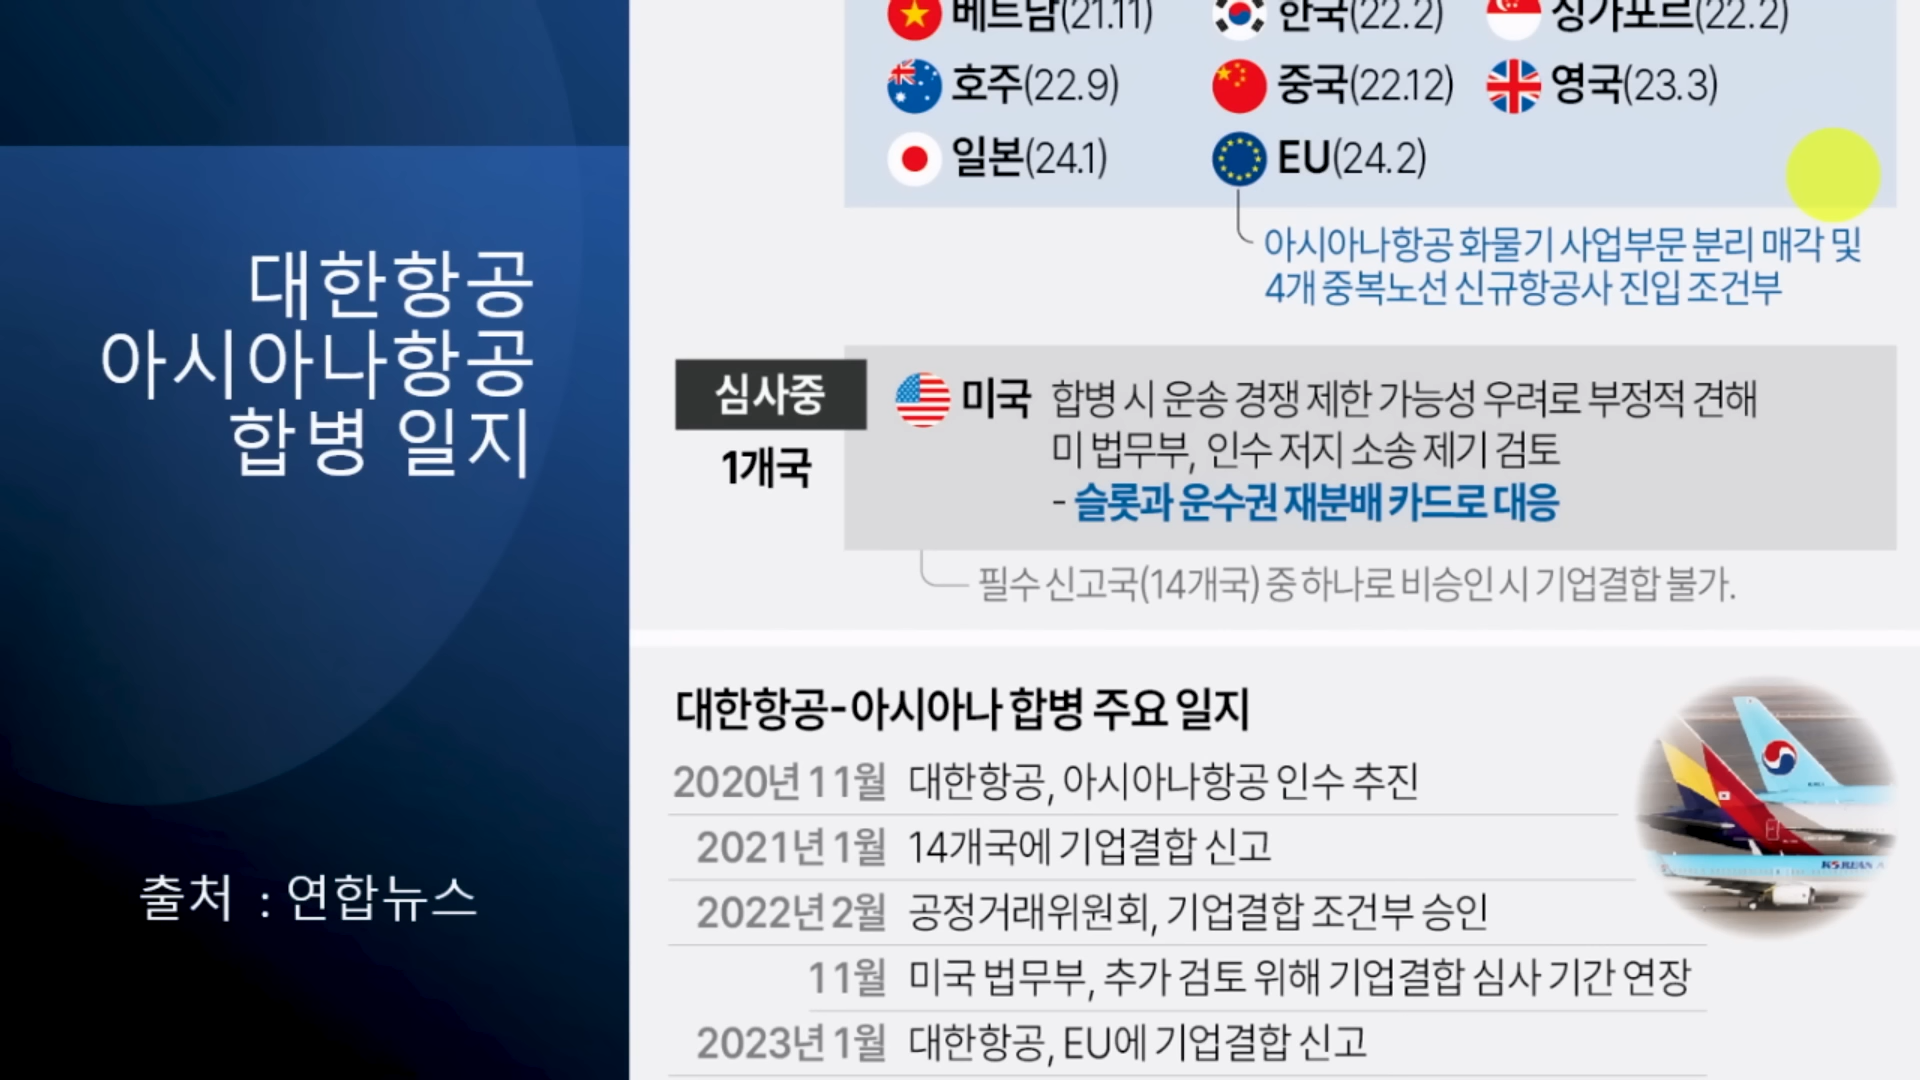 대한항공
아시아나항공
합병 일지
출처 : 연합뉴스
베트남(21.11) 한국(22.2) 싱가포르(22.2)
호주(22.9) 중국(22.12) 영국(23.3)
일본(24.1) EU(24.2)
아시아나항공 화물기 사업부문 분리 매각 및
4개 중복노선 신규항공사 진입 조건부
심사중
1개국
미국 합병 시 운송 경쟁 제한 가능성 우려로 부정적 견해
미 법무부, 인수 저지 소송 제기 검토
- 슬롯과 운수권 재분배 카드로 대응
필수 신고국(14개국) 중 하나로 비승인 시 기업결합 불가.
대한항공-아시아나 합병 주요 일지
2020년 11월 대한항공, 아시아나항공 인수 추진
2021년 1월 14개국에 기업결합 신고
2022년 2월 공정거래위원회, 기업결합 조건부 승인
11월 미국 법무부, 추가 검토 위해 기업결합 심사 기간 연장
2023년 1월 대한항공, EU에 기업결합 신고
KOREAN